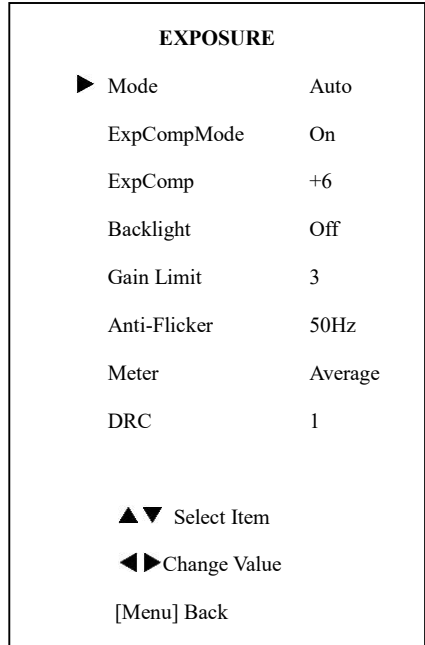 EXPOSURE
▶ Mode Auto
ExpCompMode On
ExpComp +6
Backlight Off
Gain Limit 3
Anti-Flicker 50Hz
Meter Average
DRC 1
▲▼ Select Item
◀▶Change Value
[Menu] Back